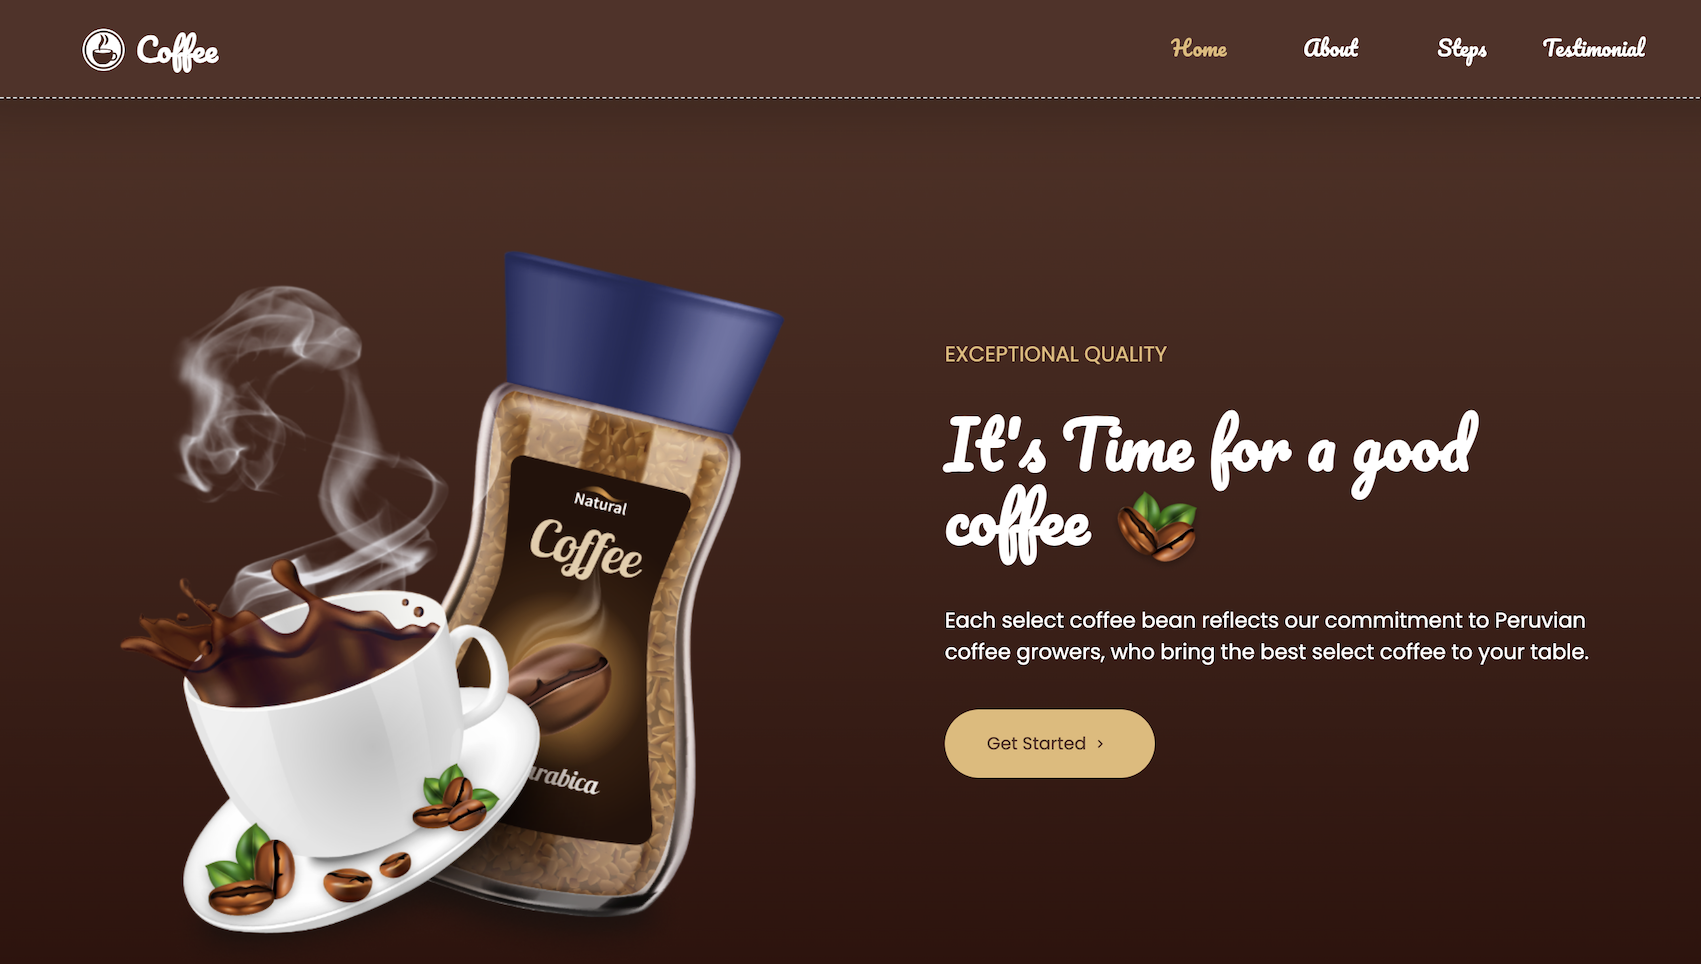 Coffee
Home About Steps Testimonial
Natural
Coffee
arabica
EXCEPTIONAL QUALITY
It's Time for a good
coffee
Each select coffee bean reflects our commitment to Peruvian
coffee growers, who bring the best select coffee to your table.
Get Started >